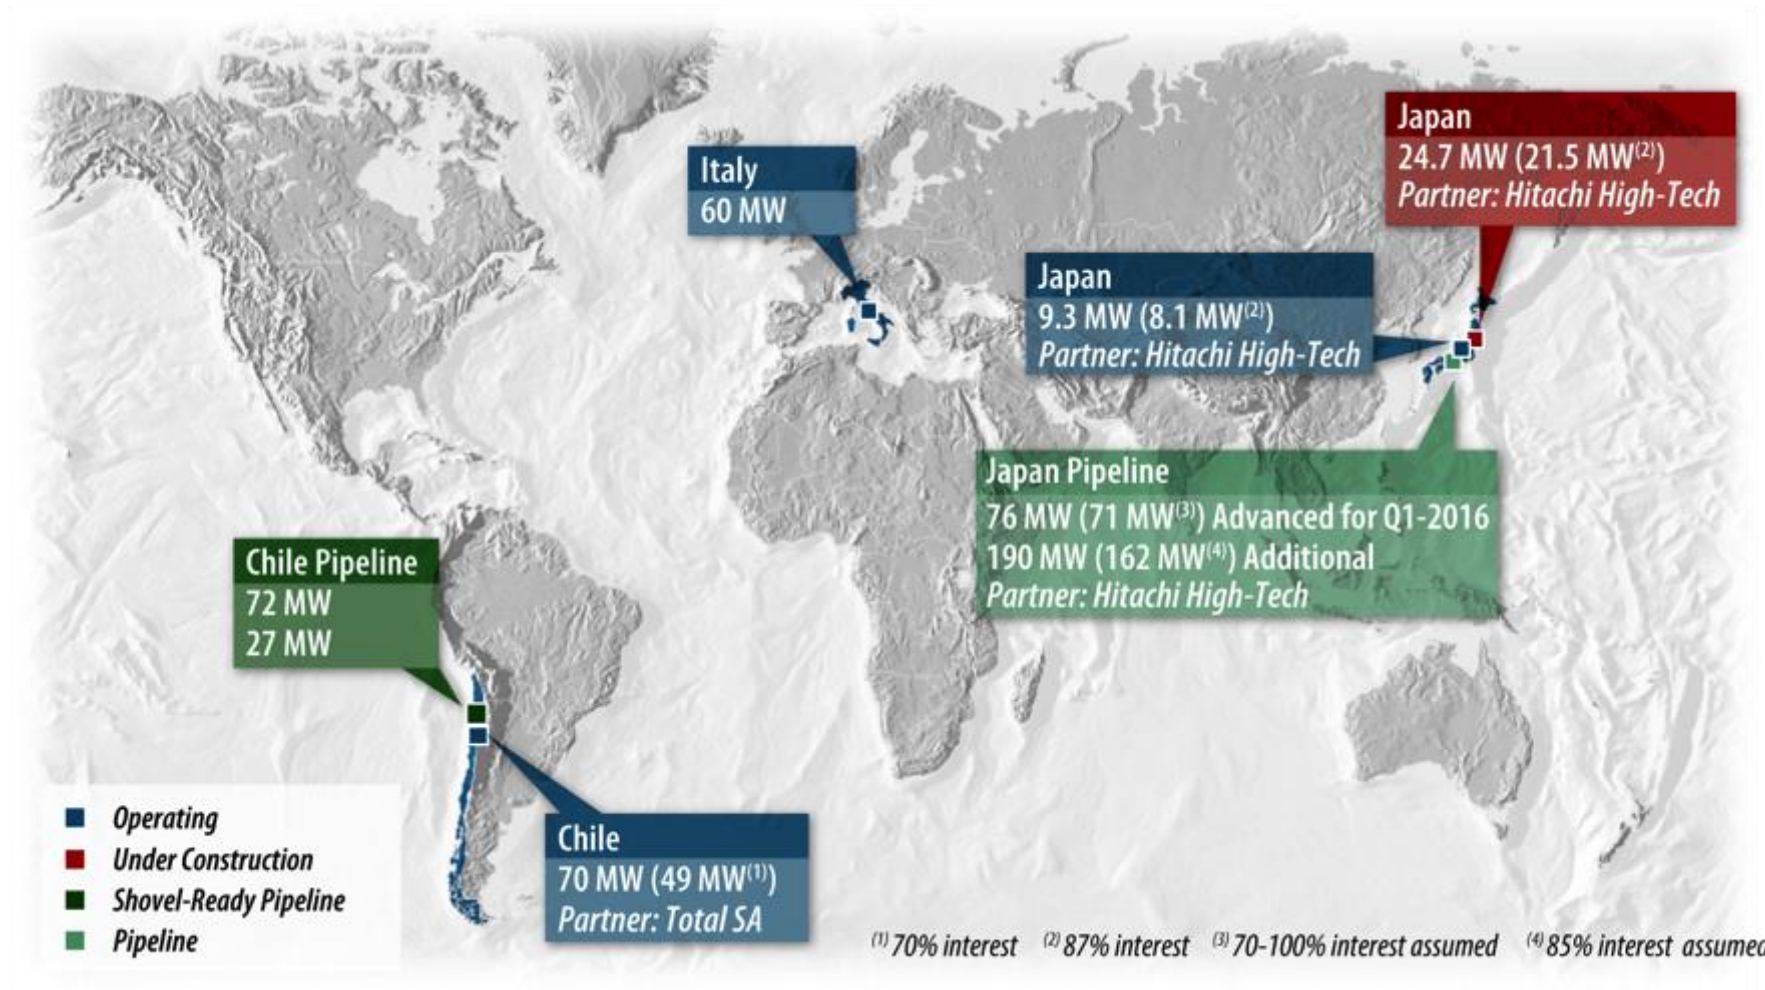 Japan
24.7 MW (21.5 MW⁽²⁾)
Partner: Hitachi High-Tech
Italy
60 MW
Japan
9.3 MW (8.1 MW⁽²⁾)
Partner: Hitachi High-Tech
Japan Pipeline
76 MW (71 MW⁽³⁾) Advanced for Q1-2016
190 MW (162 MW⁽⁴⁾) Additional
Partner: Hitachi High-Tech
Chile Pipeline
72 MW
27 MW
Chile
70 MW (49 MW⁽¹⁾)
Partner: Total SA
Operating
Under Construction
Shovel-Ready Pipeline
Pipeline
⁽¹⁾ 70% interest ⁽²⁾ 87% interest ⁽³⁾ 70-100% interest assumed ⁽⁴⁾ 85% interest assumed